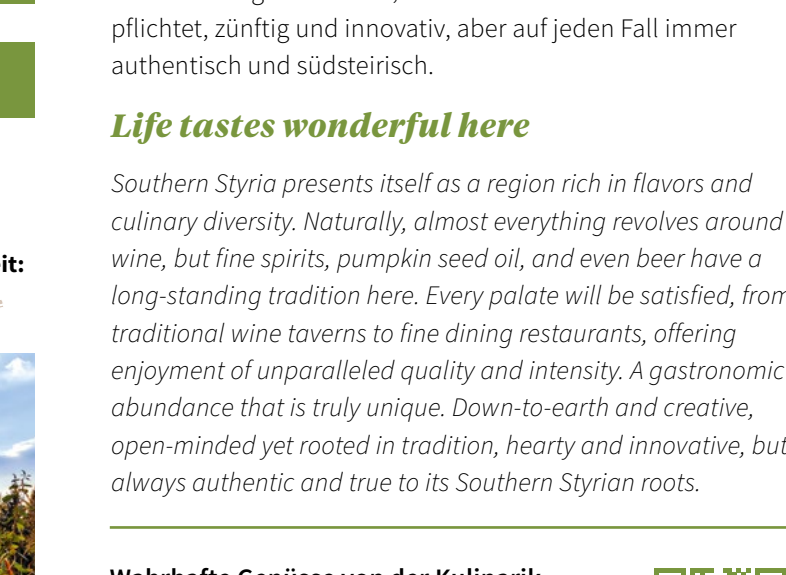 pflichtet, zünftig und innovativ, aber auf jeden Fall immer
authentisch und südsteirisch.
Life tastes wonderful here
Southern Styria presents itself as a region rich in flavors and
culinary diversity. Naturally, almost everything revolves around
wine, but fine spirits, pumpkin seed oil, and even beer have a
it:
long-standing tradition here. Every palate will be satisfied, from
traditional wine taverns to fine dining restaurants, offering
enjoyment of unparalleled quality and intensity. A gastronomic
abundance that is truly unique. Down-to-earth and creative,
open-minded yet rooted in tradition, hearty and innovative, but
always authentic and true to its Southern Styrian roots.
Wahrhafte Genüsse von der Kulinarik